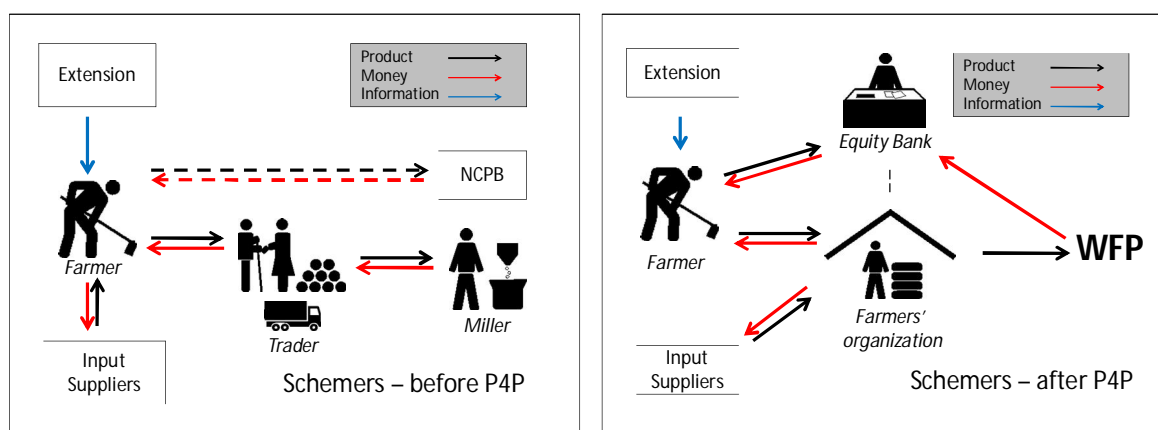 Extension
Product
Money
Information
NCPB
Farmer
Trader
Miller
Input
Suppliers
Schemers – before P4P
Extension
Product
Money
Information
Equity Bank
Farmer
WFP
Farmers'
organization
Input
Suppliers
Schemers – after P4P